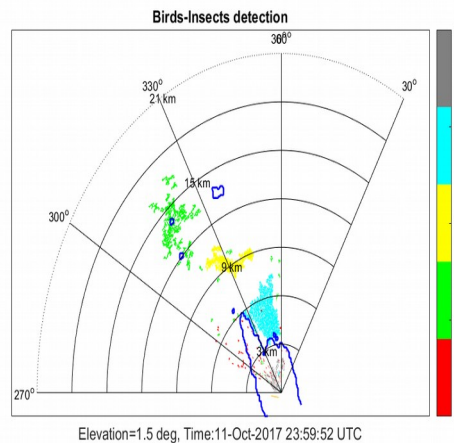 Birds-Insects detection
360°
330°
30°
21 km
15 km
300°
9 km
3 km
270°
Elevation=1.5 deg, Time:11-Oct-2017 23:59:52 UTC